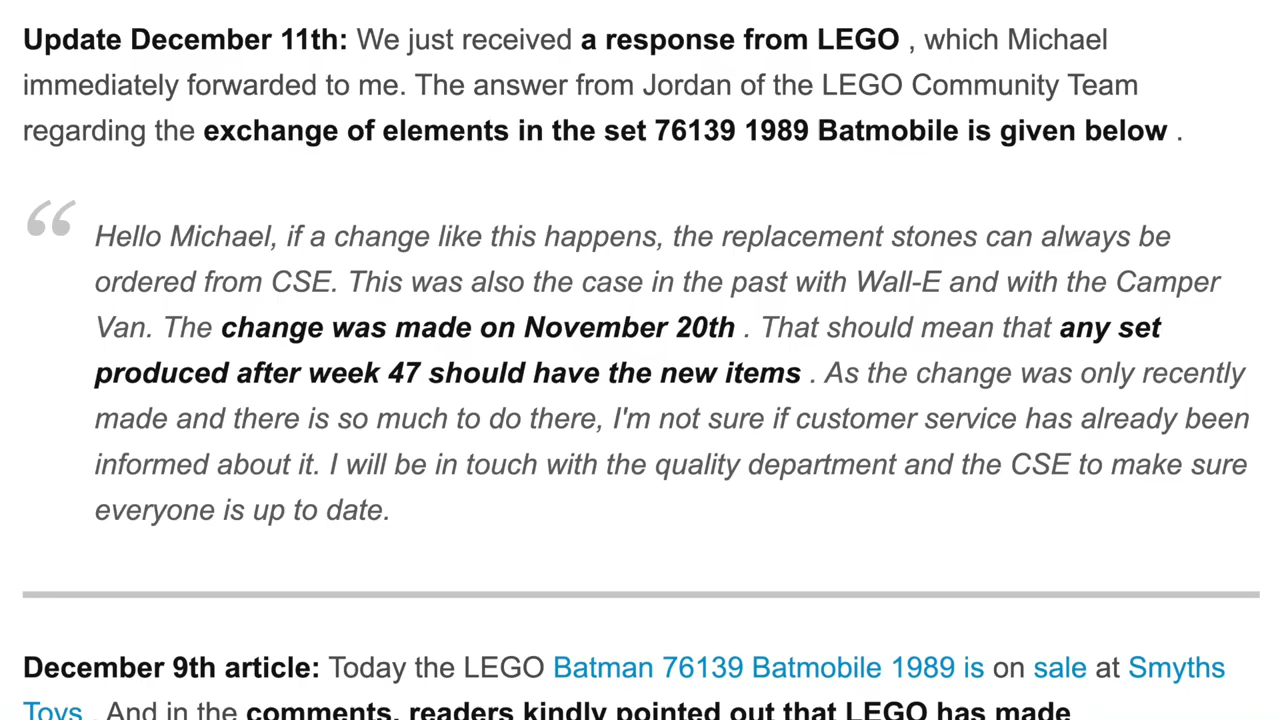 Update December 11th: We just received a response from LEGO , which Michael
immediately forwarded to me. The answer from Jordan of the LEGO Community Team
regarding the exchange of elements in the set 76139 1989 Batmobile is given below .
“ Hello Michael, if a change like this happens, the replacement stones can always be
ordered from CSE. This was also the case in the past with Wall-E and with the Camper
Van. The change was made on November 20th . That should mean that any set
produced after week 47 should have the new items . As the change was only recently
made and there is so much to do there, I'm not sure if customer service has already been
informed about it. I will be in touch with the quality department and the CSE to make sure
everyone is up to date.
December 9th article: Today the LEGO Batman 76139 Batmobile 1989 is on sale at Smyths
Toys . And in the comments, readers kindly pointed out that LEGO has made